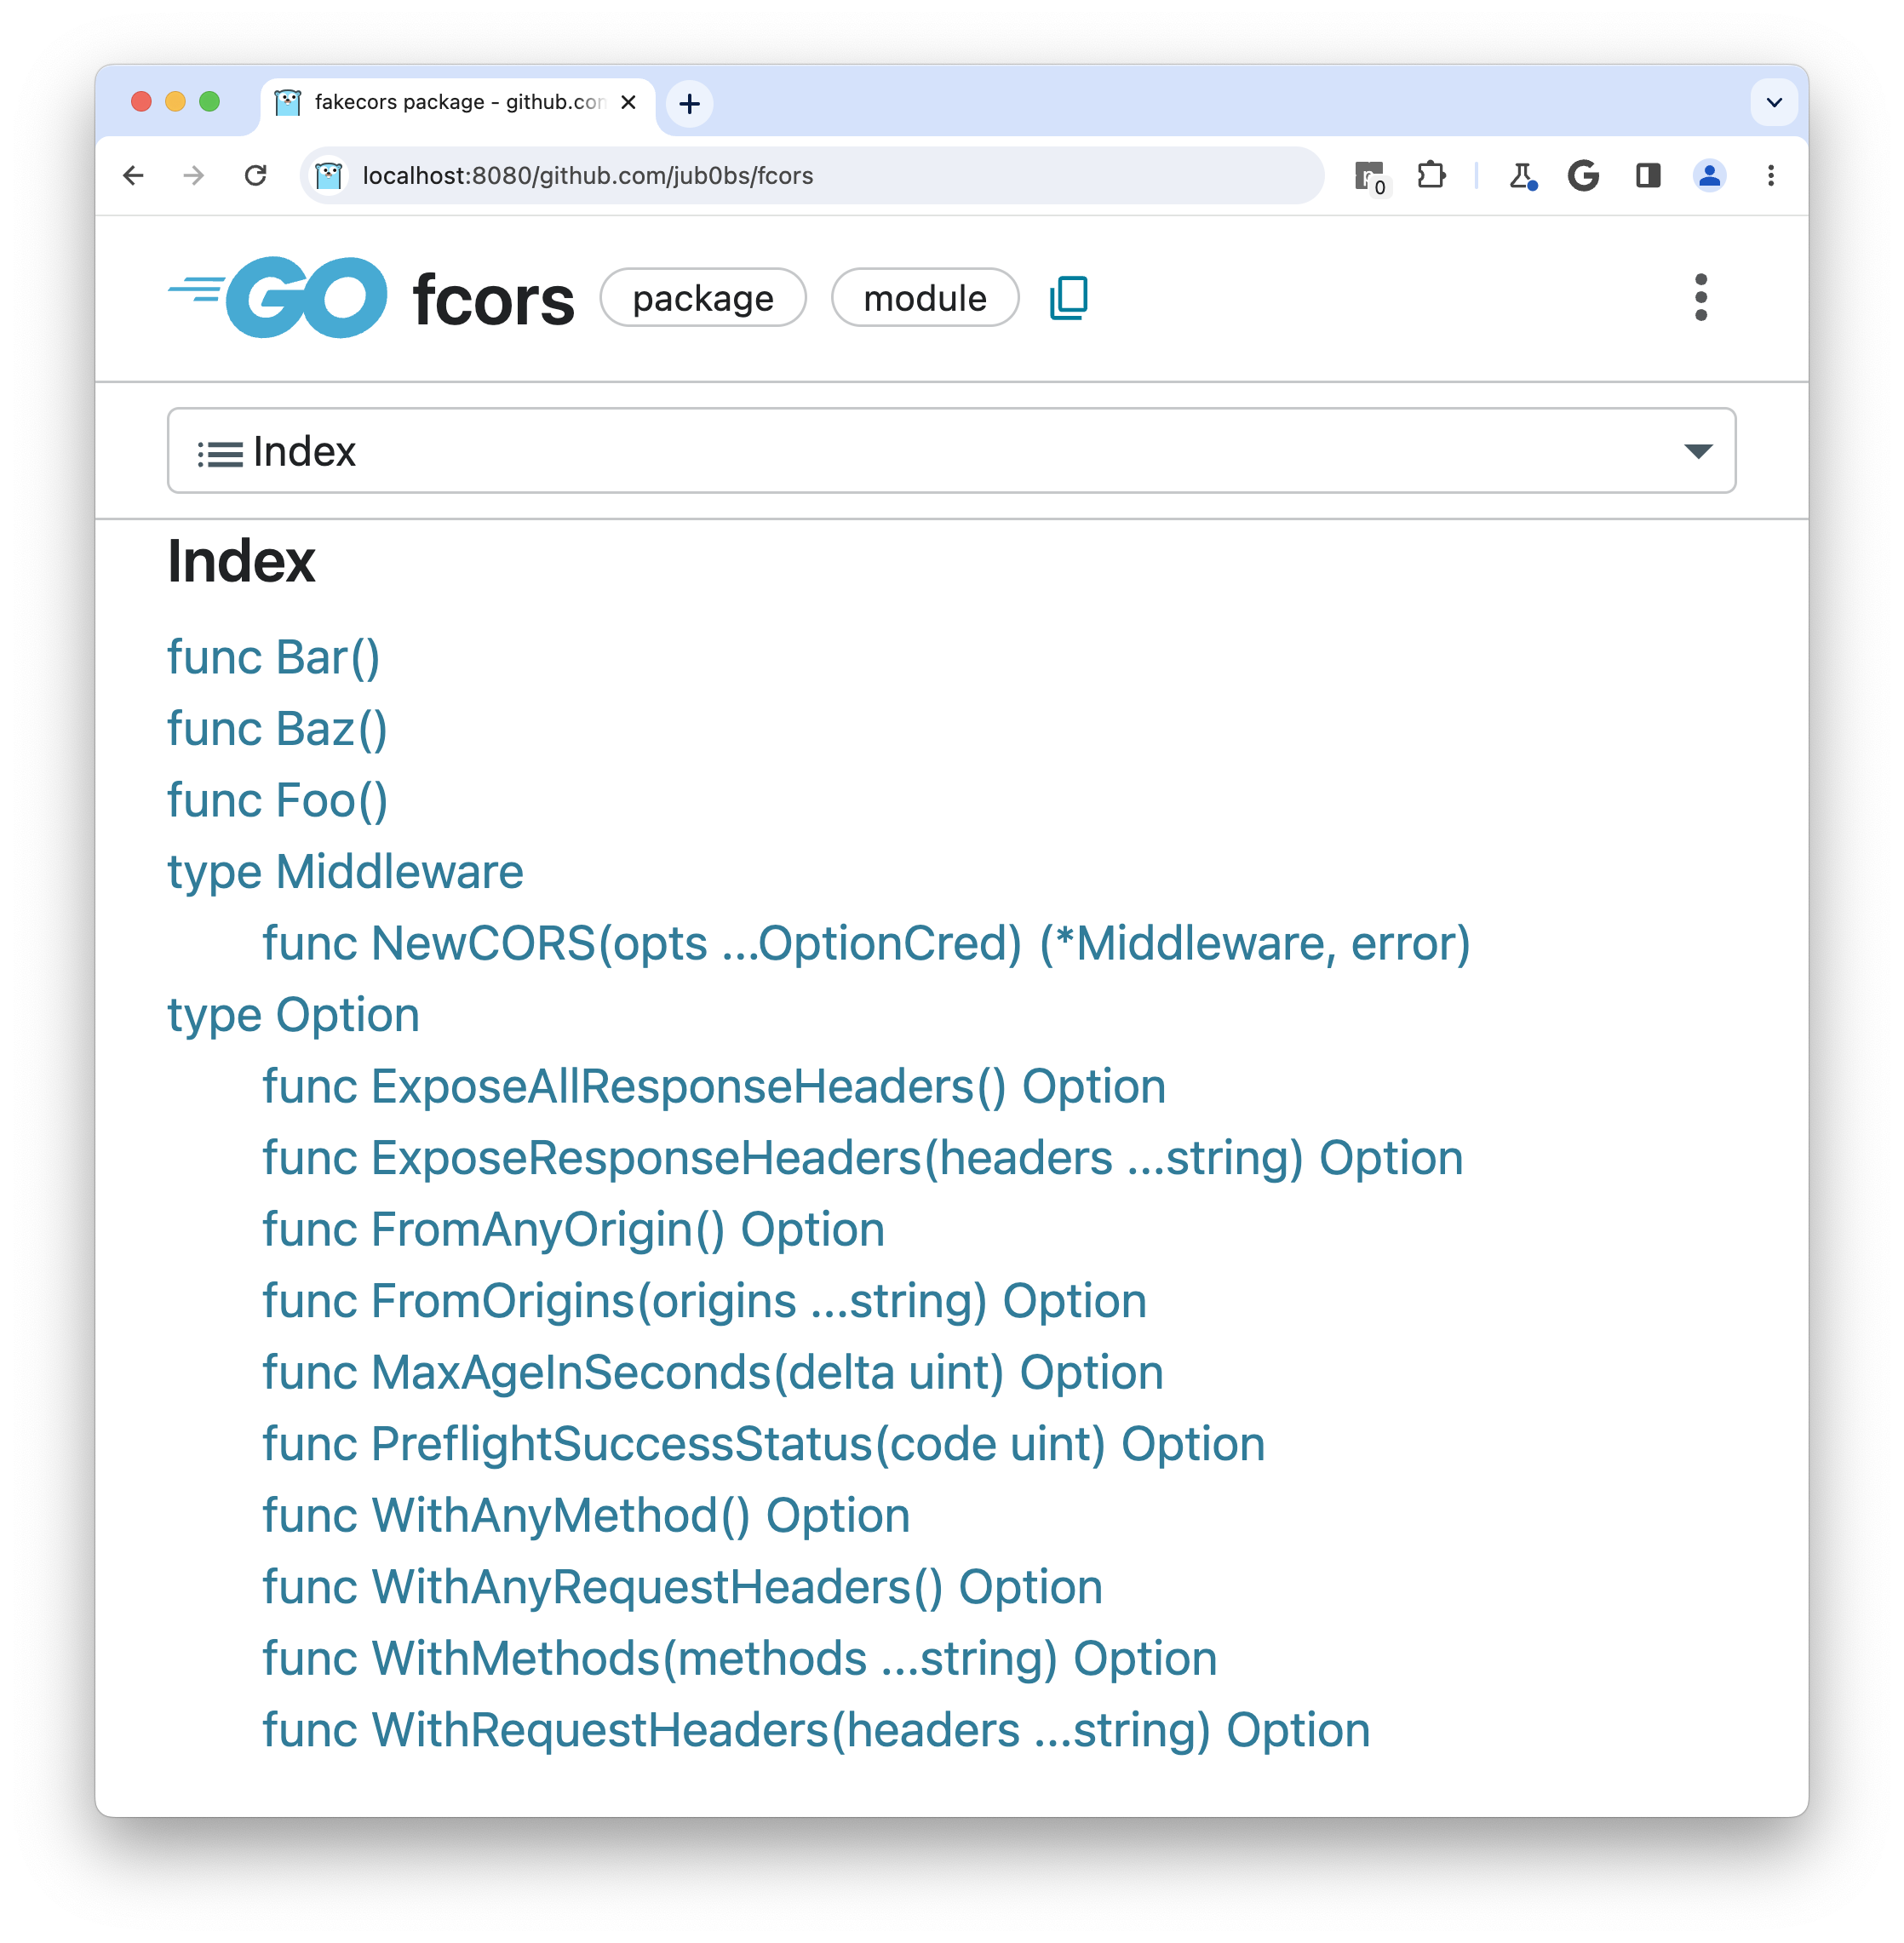 fakecors package - github.com
localhost:8080/github.com/jub0bs/fcors
0
GO fcors package module
Index
Index
func Bar()
func Baz()
func Foo()
type Middleware
func NewCORS(opts ...OptionCred) (*Middleware, error)
type Option
func ExposeAllResponseHeaders() Option
func ExposeResponseHeaders(headers ...string) Option
func FromAnyOrigin() Option
func FromOrigins(origins ...string) Option
func MaxAgeInSeconds(delta uint) Option
func PreflightSuccessStatus(code uint) Option
func WithAnyMethod() Option
func WithAnyRequestHeaders() Option
func WithMethods(methods ...string) Option
func WithRequestHeaders(headers ...string) Option